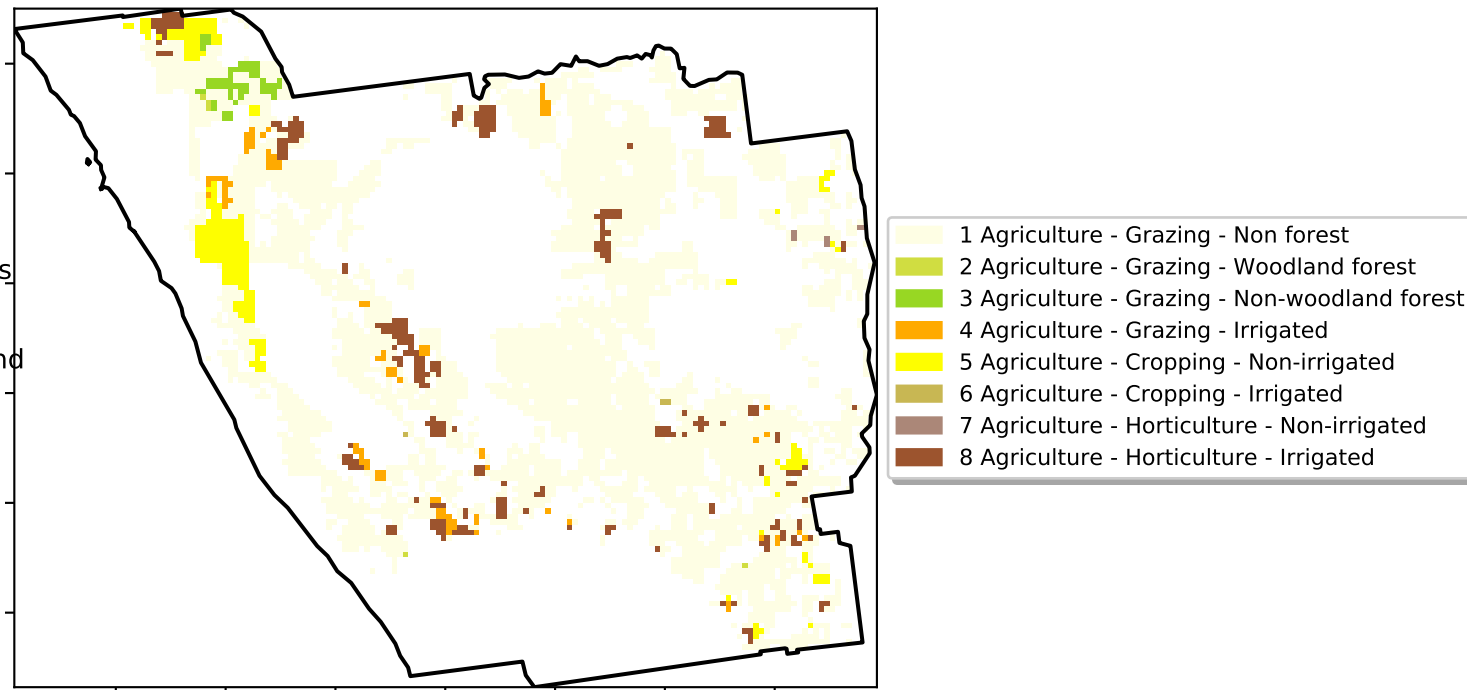 s
nd
1 Agriculture - Grazing - Non forest
2 Agriculture - Grazing - Woodland forest
3 Agriculture - Grazing - Non-woodland forest
4 Agriculture - Grazing - Irrigated
5 Agriculture - Cropping - Non-irrigated
6 Agriculture - Cropping - Irrigated
7 Agriculture - Horticulture - Non-irrigated
8 Agriculture - Horticulture - Irrigated